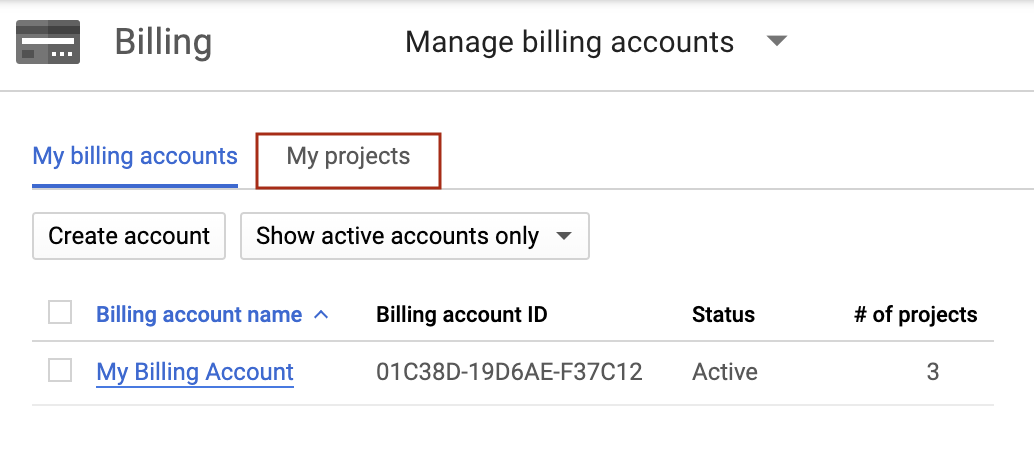 Billing Manage billing accounts
My billing accounts My projects
Create account Show active accounts only
Billing account name Billing account ID Status # of projects
My Billing Account 01C38D-19D6AE-F37C12 Active 3